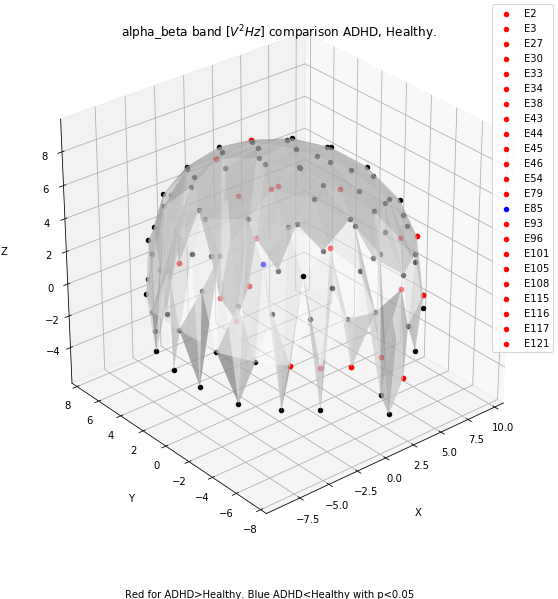 alpha_beta band [V²Hz] comparison ADHD, Healthy.
E2
E3
E27
E30
E33
E34
E38
E43
E44
E45
E46
E54
E79
E85
E93
E96
E101
E105
E108
E115
E116
E117
E121
Z
8
6
4
2
0
−2
−4
8
6
4
2
0
−2
−4
−6
−8
Y
−7.5
−5.0
−2.5
0.0
2.5
5.0
7.5
10.0
X
Red for ADHD>Healthy. Blue ADHD<Healthy with p<0.05